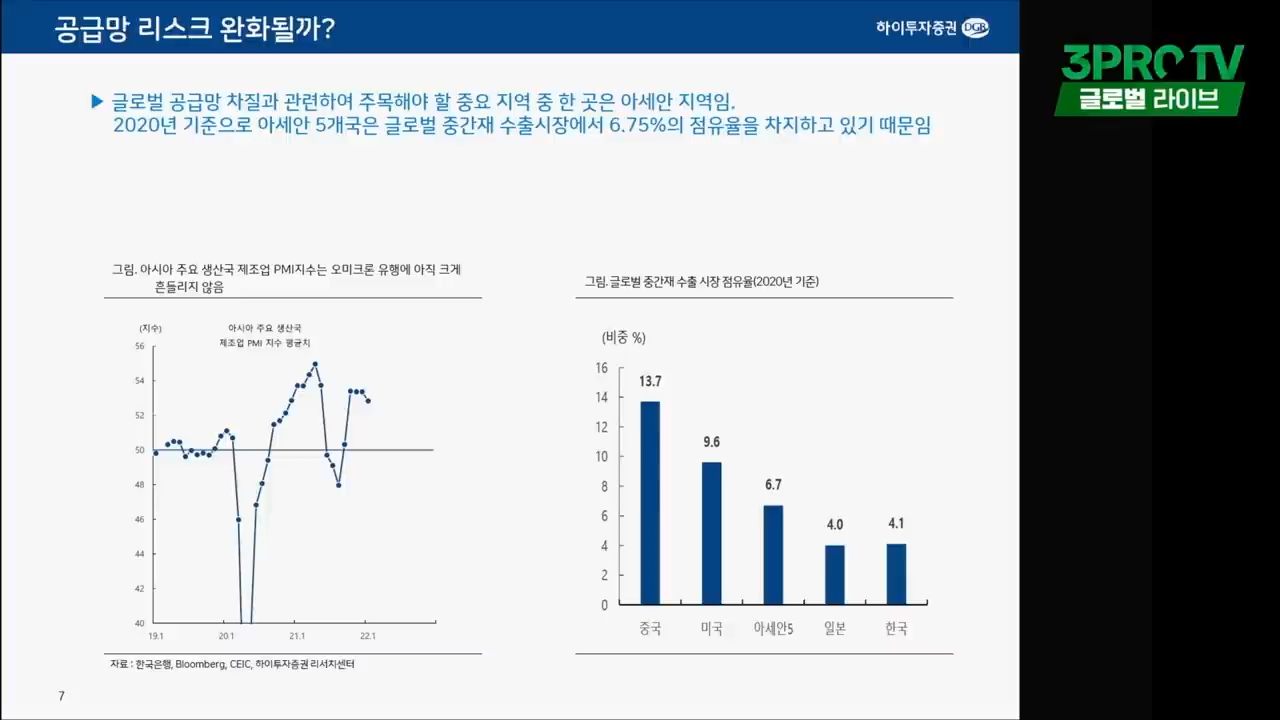 공급망 리스크 완화될까?
하이투자증권 DGB
3PRO TV
글로벌 라이브
▶ 글로벌 공급망 차질과 관련하여 주목해야 할 중요 지역 중 한 곳은 아세안 지역임.
2020년 기준으로 아세안 5개국은 글로벌 중간재 수출시장에서 6.75%의 점유율을 차지하고 있기 때문임
그림. 아시아 주요 생산국 제조업 PMI지수는 오미크론 유행에 아직 크게
흔들리지 않음
(지수)
아시아 주요 생산국
제조업 PMI 지수 평균치
56
54
52
50
48
46
44
42
40
19.1 20.1 21.1 22.1
자료 : 한국은행, Bloomberg, CEIC, 하이투자증권 리서치센터
그림. 글로벌 중간재 수출 시장 점유율(2020년 기준)
(비중 %)
16
14
12
10
8
6
4
2
0
13.7
9.6
6.7
4.0
4.1
중국 미국 아세안5 일본 한국
7